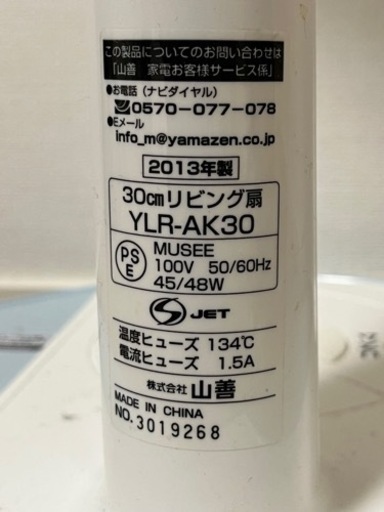 この製品についてのお問い合わせは
「山善 家電お客様サービス係」
●お電話（ナビダイヤル）
0570-077-078
●Eメール
info_m@yamazen.co.jp
2013年製
30cmリビング扇
YLR-AK30
PS
E
MUSEE
100V 50/60Hz
45/48W
JET
温度ヒューズ 134℃
電流ヒューズ 1.5A
株式会社 山善
MADE IN CHINA
NO.3019268